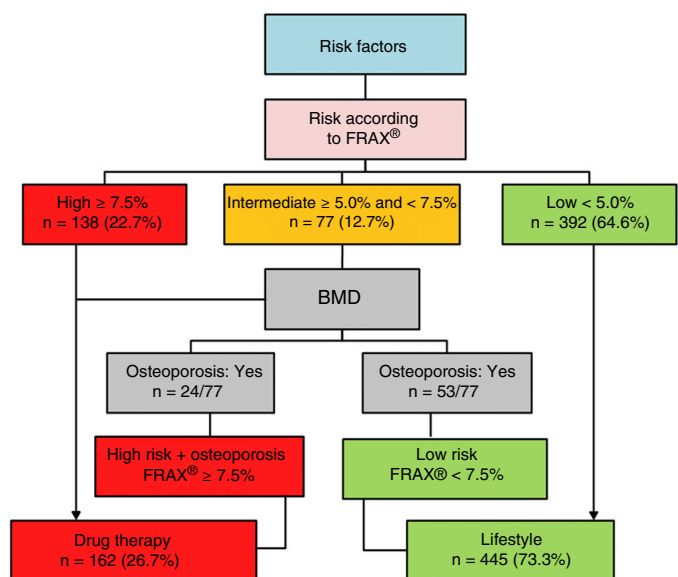 Risk factors
Risk according
to FRAX®
High ≥ 7.5%
n = 138 (22.7%)
Intermediate ≥ 5.0% and < 7.5%
n = 77 (12.7%)
Low < 5.0%
n = 392 (64.6%)
BMD
Osteoporosis: Yes
n = 24/77
Osteoporosis: Yes
n = 53/77
High risk + osteoporosis
FRAX® ≥ 7.5%
Low risk
FRAX® < 7.5%
Drug therapy
n = 162 (26.7%)
Lifestyle
n = 445 (73.3%)